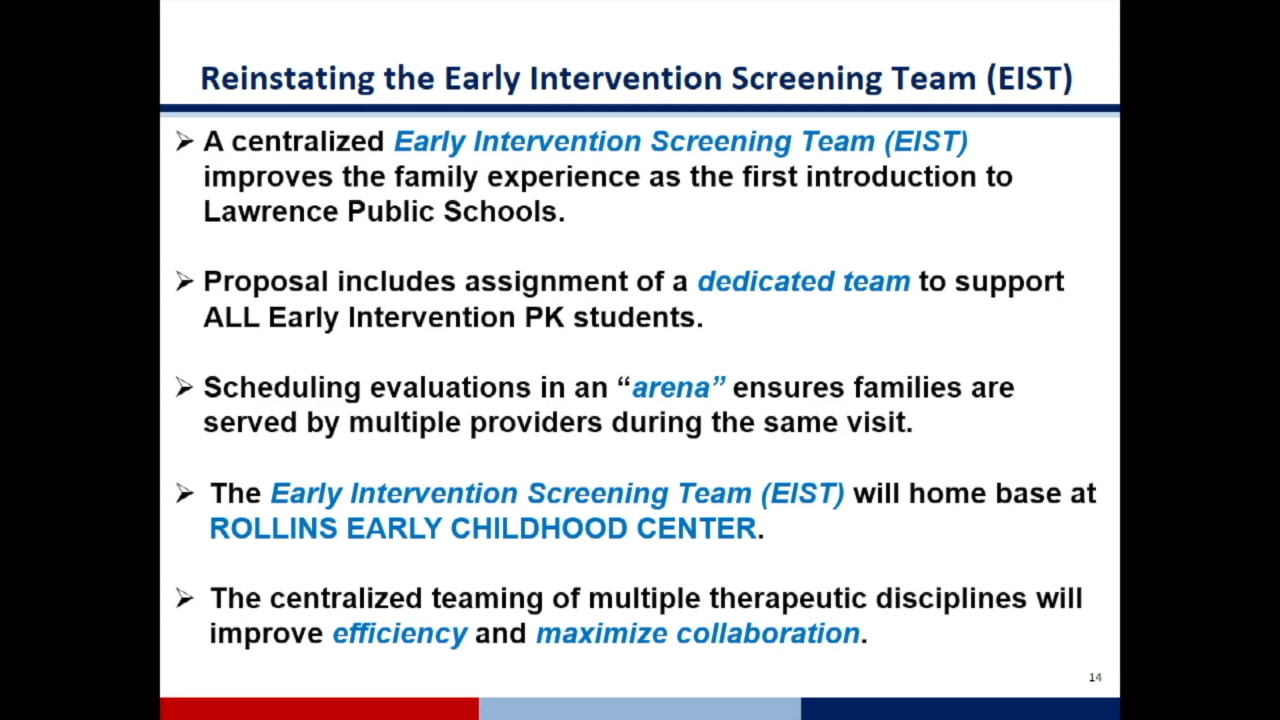 Reinstating the Early Intervention Screening Team (EIST)
➢ A centralized Early Intervention Screening Team (EIST)
improves the family experience as the first introduction to
Lawrence Public Schools.
➢ Proposal includes assignment of a dedicated team to support
ALL Early Intervention PK students.
➢ Scheduling evaluations in an “arena” ensures families are
served by multiple providers during the same visit.
➢ The Early Intervention Screening Team (EIST) will home base at
ROLLINS EARLY CHILDHOOD CENTER.
➢ The centralized teaming of multiple therapeutic disciplines will
improve efficiency and maximize collaboration.
14